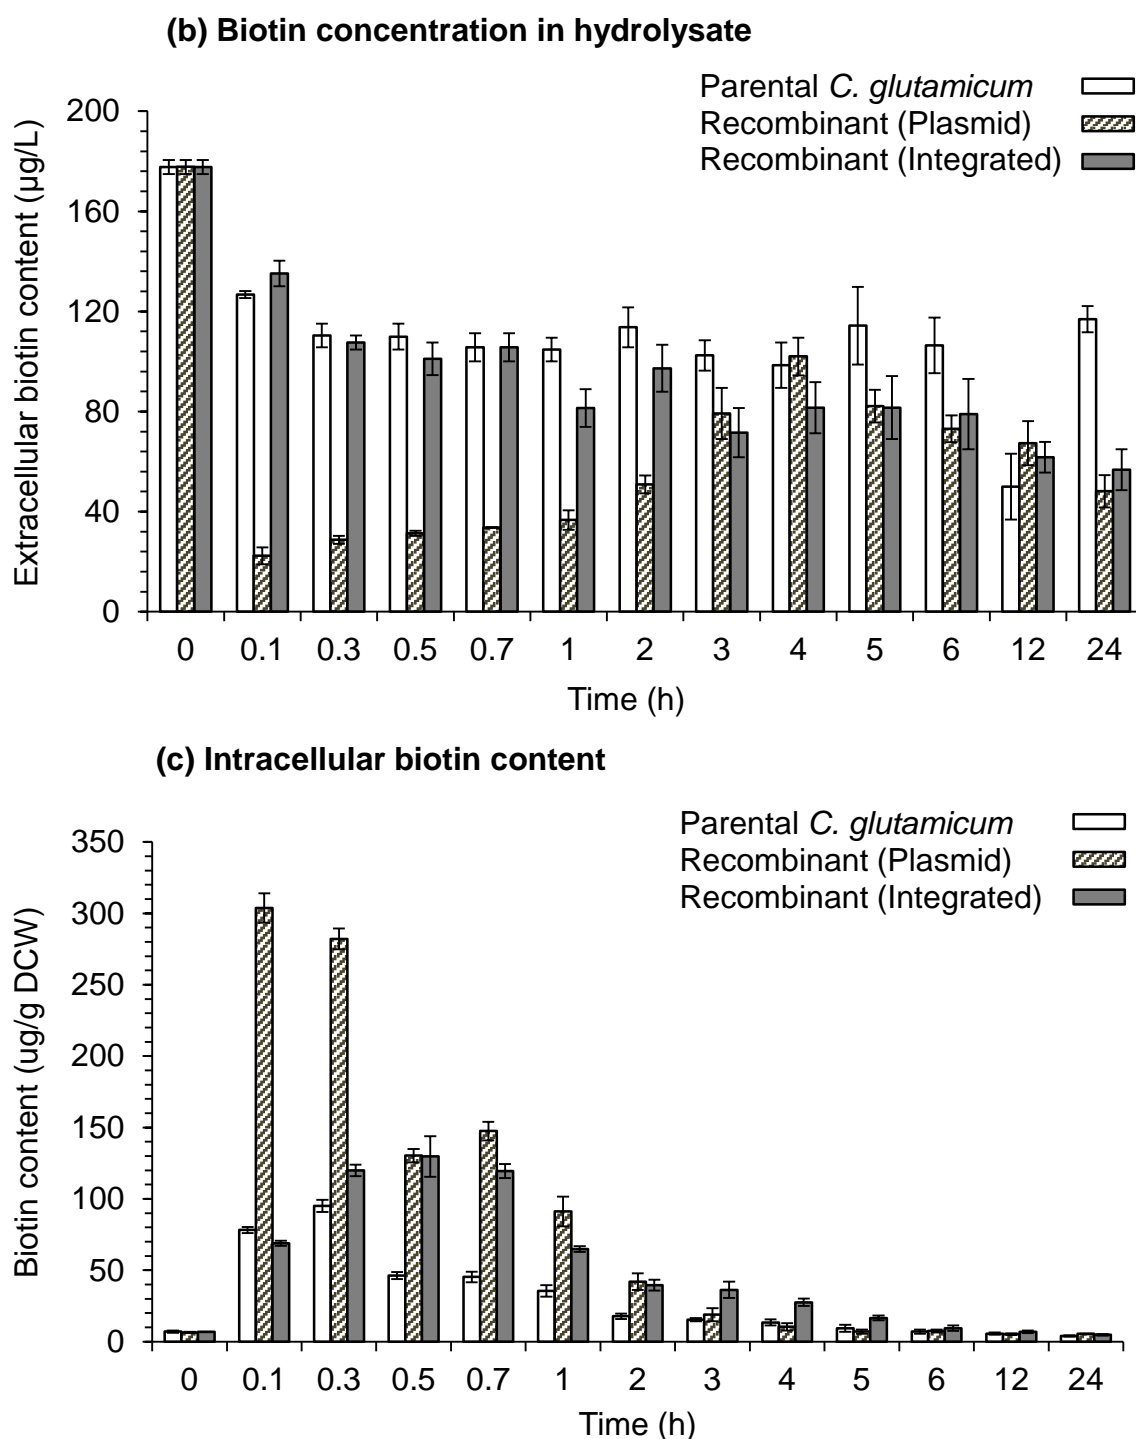 (b) Biotin concentration in hydrolysate
Parental C. glutamicum
Recombinant (Plasmid)
Recombinant (Integrated)
Extracellular biotin content (µg/L)
200
160
120
80
40
0
0 0.1 0.3 0.5 0.7 1 2 3 4 5 6 12 24
Time (h)
(c) Intracellular biotin content
Parental C. glutamicum
Recombinant (Plasmid)
Recombinant (Integrated)
Biotin content (ug/g DCW)
350
300
250
200
150
100
50
0
0 0.1 0.3 0.5 0.7 1 2 3 4 5 6 12 24
Time (h)